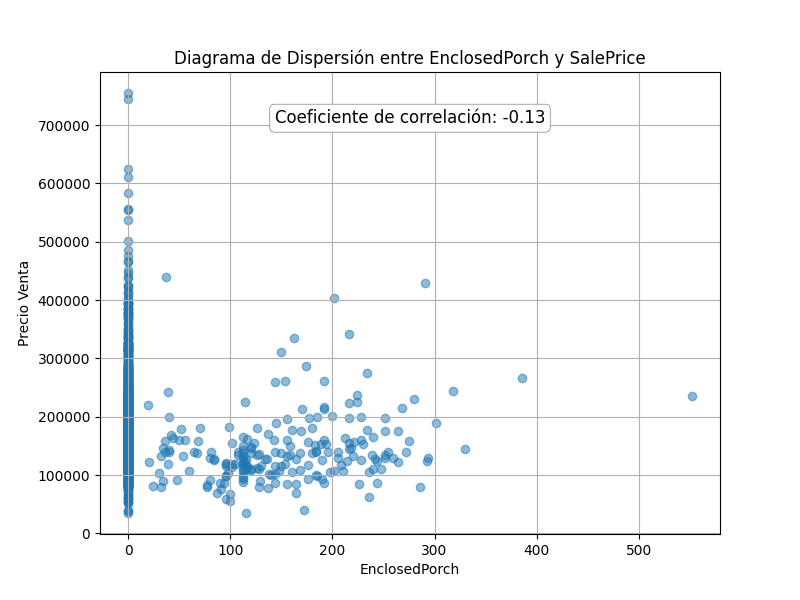 Diagrama de Dispersión entre EnclosedPorch y SalePrice
Coeficiente de correlación: -0.13
700000
600000
500000
400000
300000
200000
100000
0
Precio Venta
0 100 200 300 400 500
EnclosedPorch